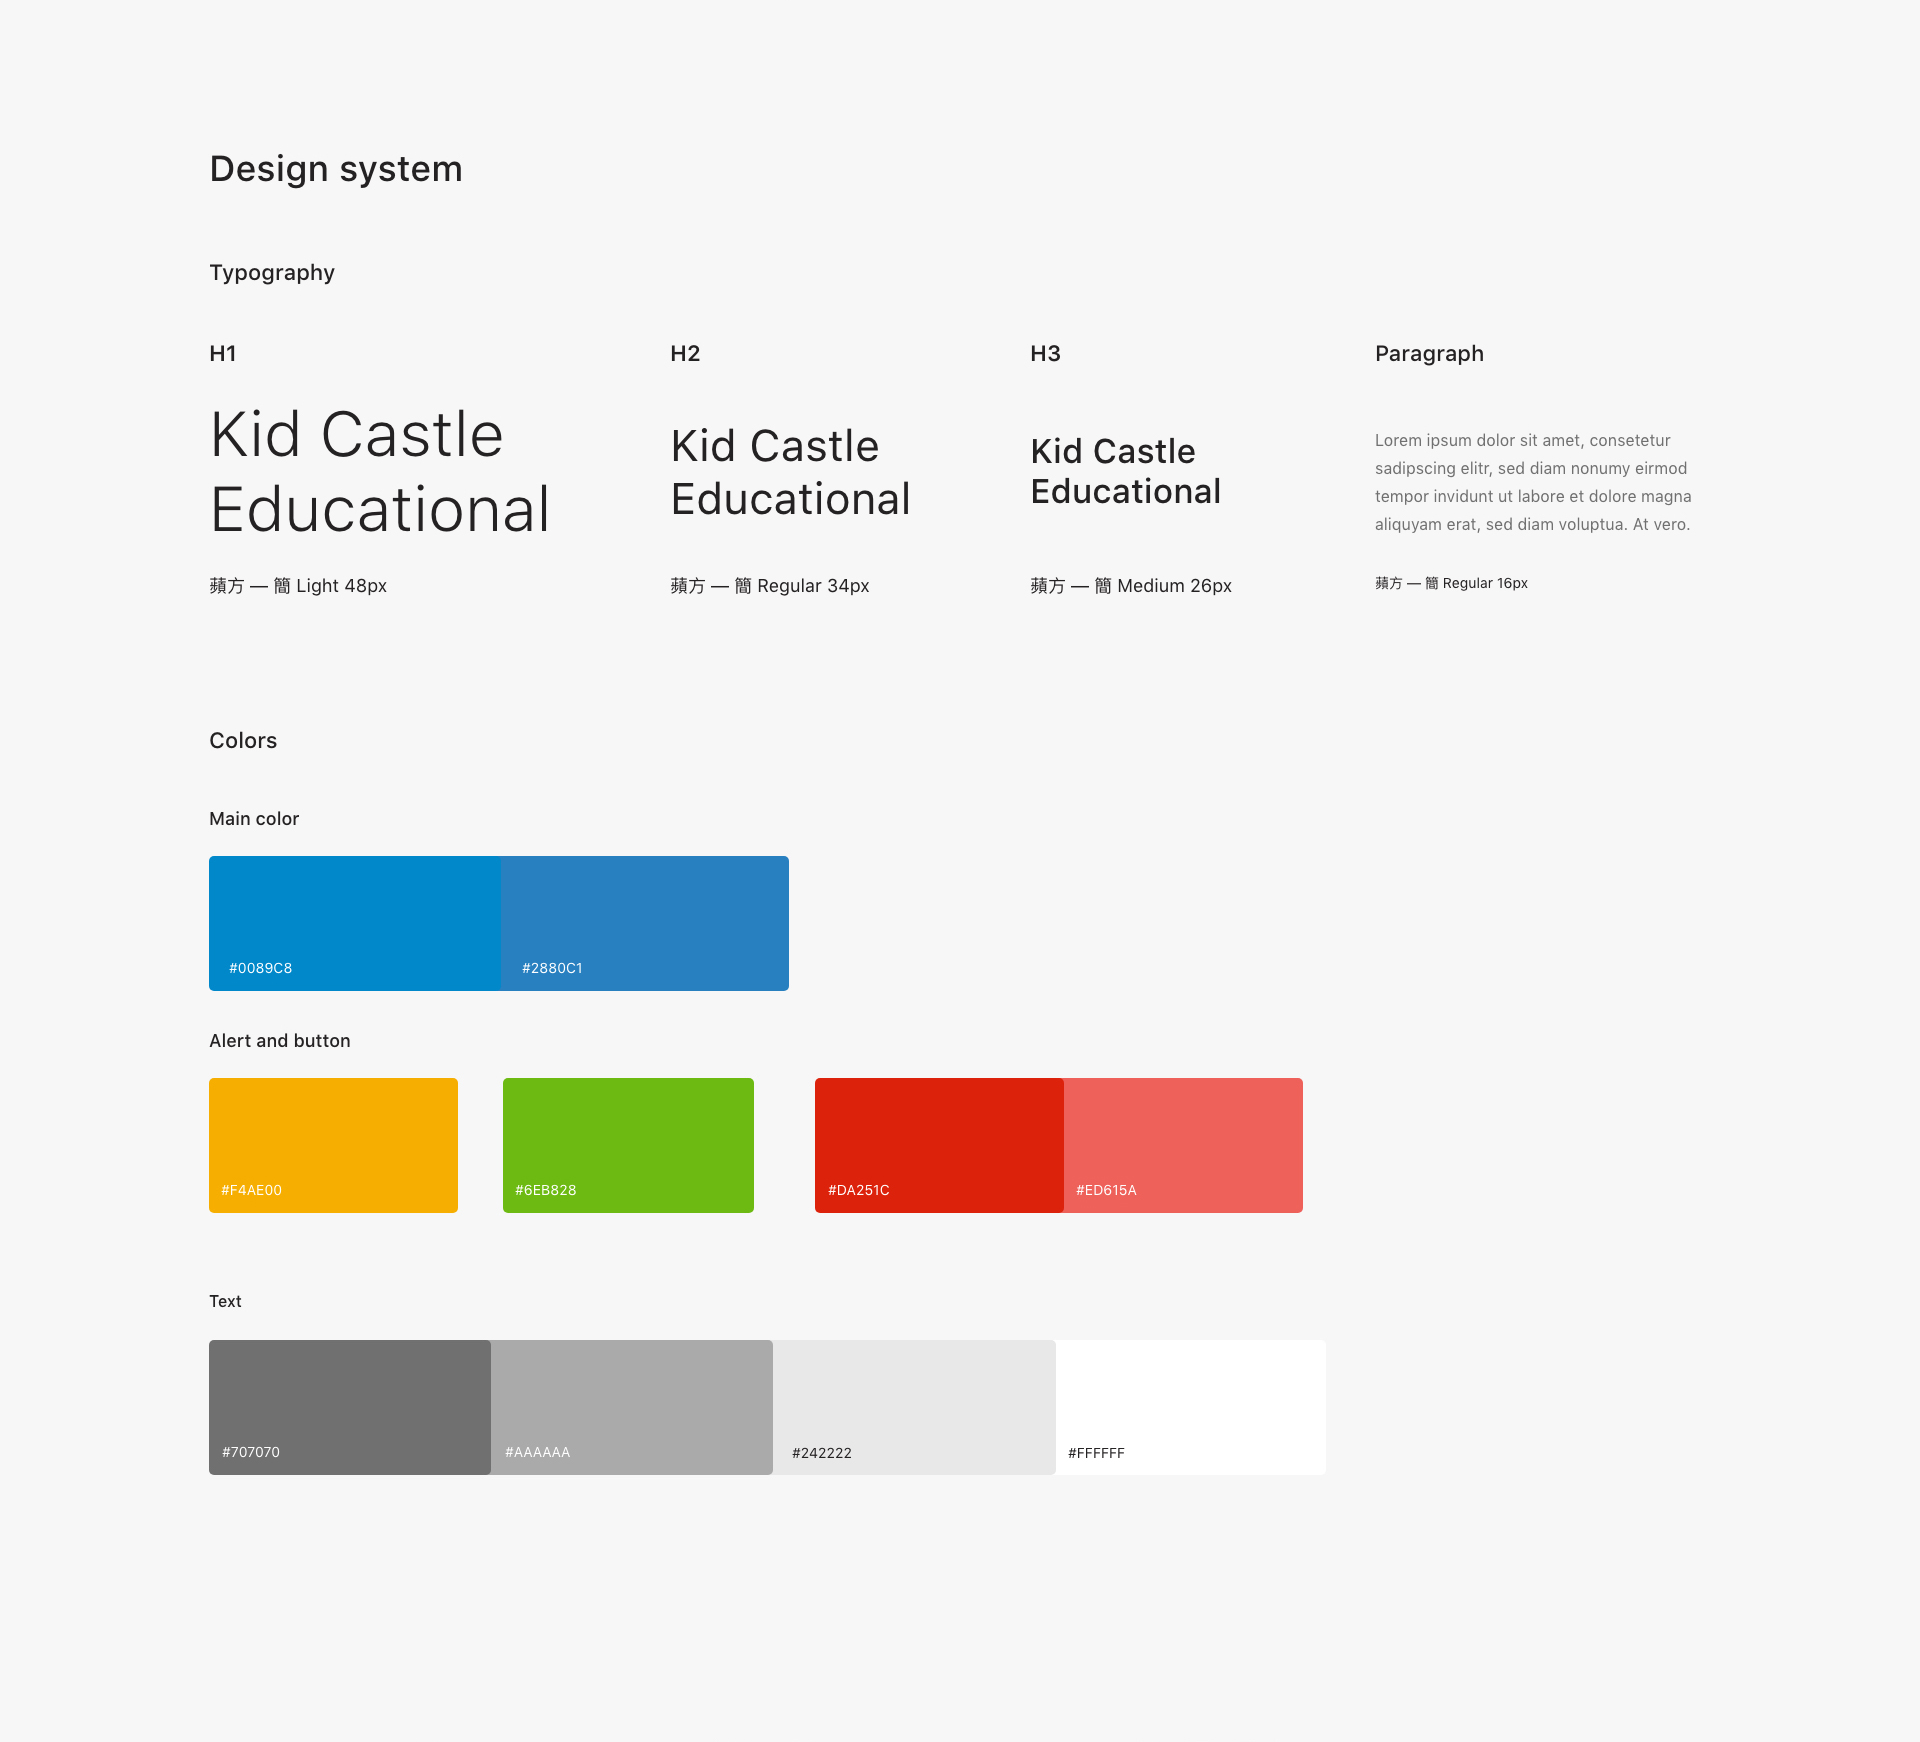 Design system
Typography
H1
Kid Castle
Educational
蘋方 — 簡 Light 48px
H2
Kid Castle
Educational
蘋方 — 簡 Regular 34px
H3
Kid Castle
Educational
蘋方 — 簡 Medium 26px
Paragraph
Lorem ipsum dolor sit amet, consetetur
sadipscing elitr, sed diam nonumy eirmod
tempor invidunt ut labore et dolore magna
aliquyam erat, sed diam voluptua. At vero.
蘋方 — 簡 Regular 16px
Colors
Main color
#0089C8
#2880C1
Alert and button
#F4AE00
#6EB828
#DA251C
#ED615A
Text
#707070
#AAAAAA
#242222
#FFFFFF